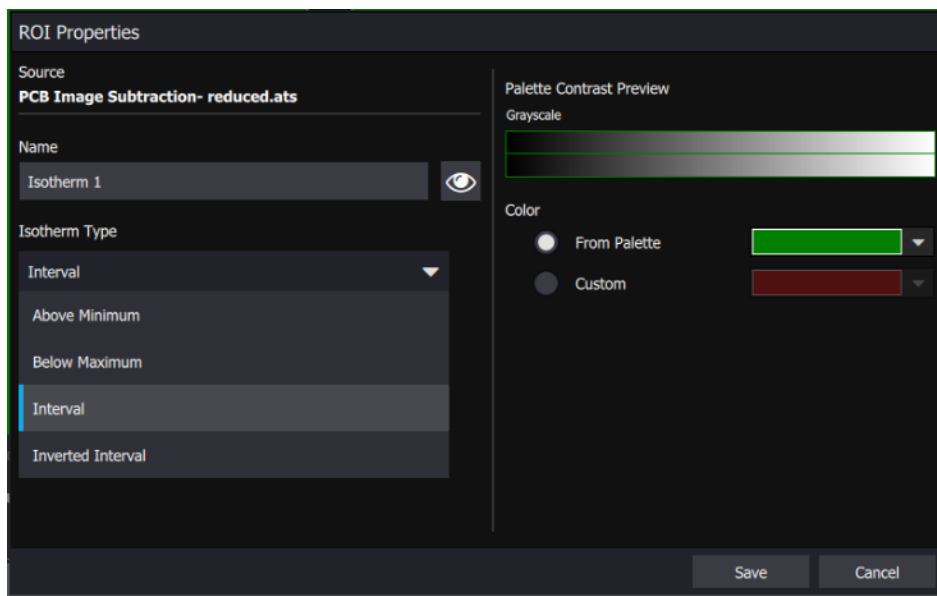 ROI Properties
Source
PCB Image Subtraction- reduced.ats
Name
Isotherm 1
Isotherm Type
Interval
Above Minimum
Below Maximum
Interval
Inverted Interval
Palette Contrast Preview
Grayscale
Color
From Palette
Custom
Save
Cancel